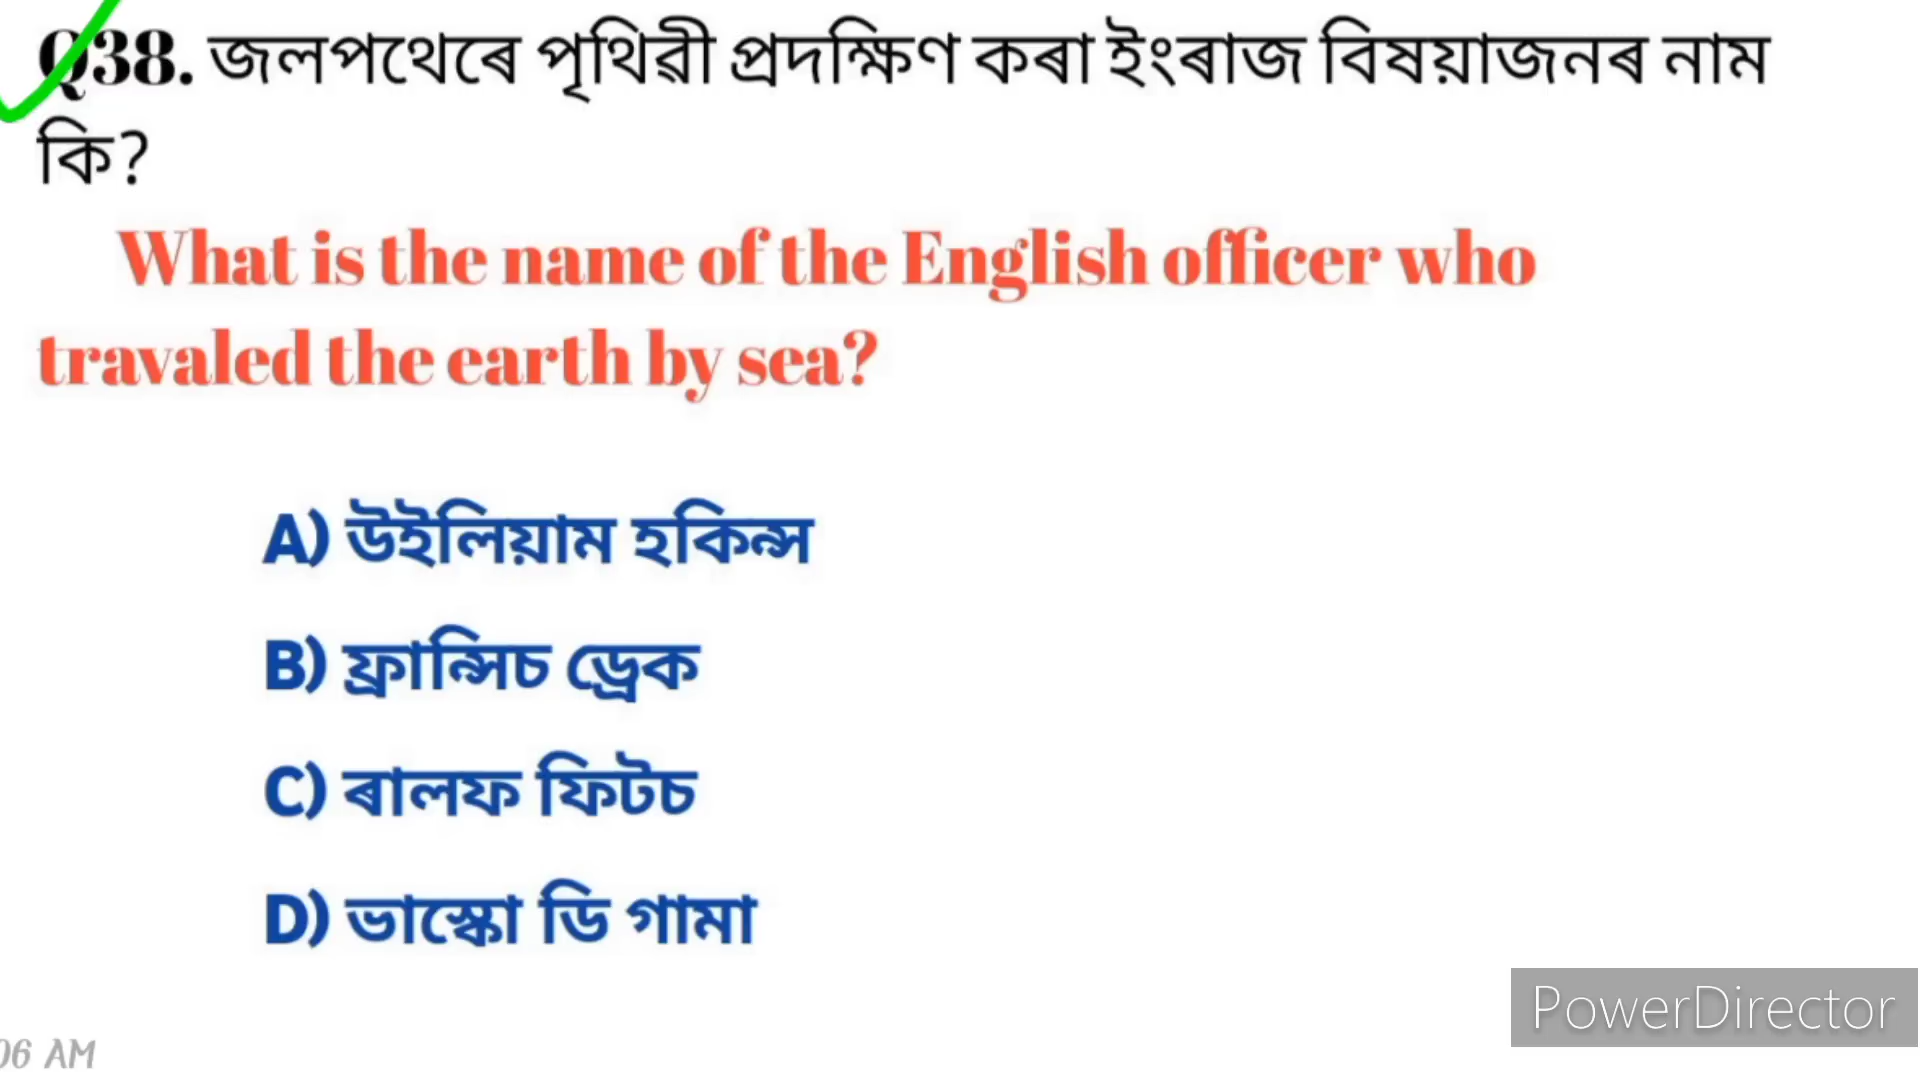 Q38. জলপথেৰে পৃথিৱী প্ৰদক্ষিণ কৰা ইংৰাজ বিষয়াজনৰ নাম
কি?
What is the name of the English officer who
travaled the earth by sea?
A) উইলিয়াম হকিন্স
B) ফ্ৰান্সিচ ড্ৰেক
C) ৰালফ ফিটচ
D) ভাস্কো ডি গামা
PowerDirector
06 AM